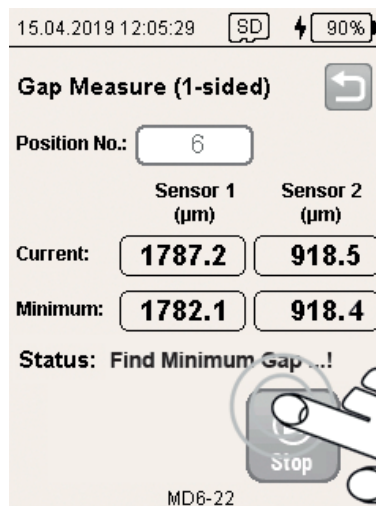 15.04.2019 12:05:29 SD 90%
Gap Measure (1-sided)
Position No.: 6
Sensor 1 Sensor 2
(µm) (µm)
Current: 1787.2 918.5
Minimum: 1782.1 918.4
Status: Find Minimum Gap ...!
Stop
MD6-22